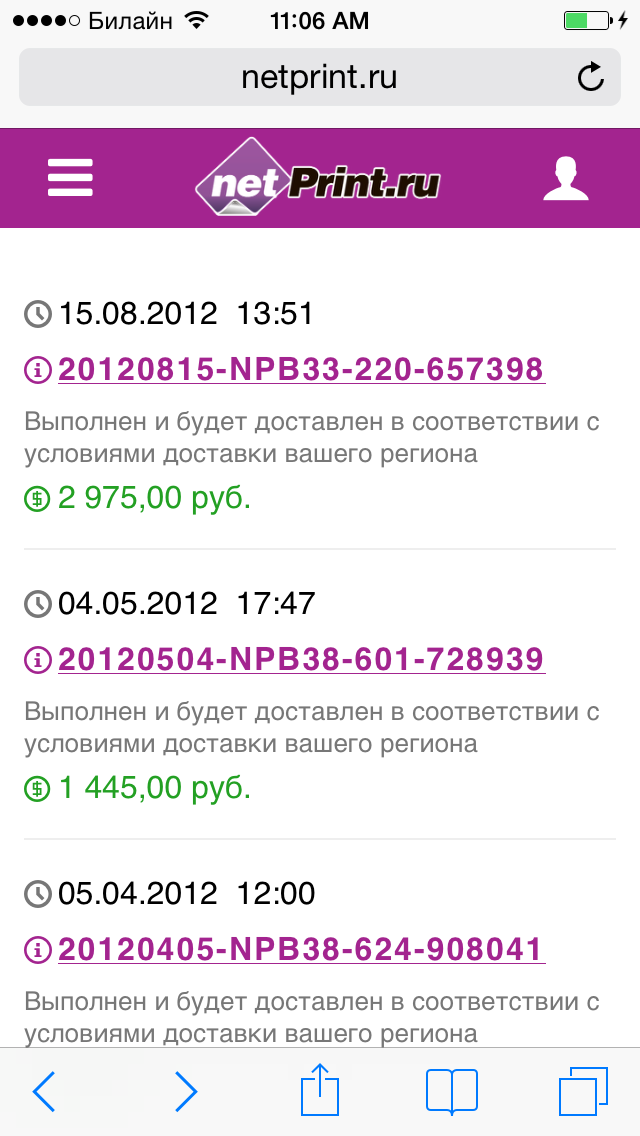 Билайн 11:06 AM
netprint.ru
netPrint.ru
15.08.2012 13:51
20120815-NPB33-220-657398
Выполнен и будет доставлен в соответствии с
условиями доставки вашего региона
2 975,00 руб.
04.05.2012 17:47
20120504-NPB38-601-728939
Выполнен и будет доставлен в соответствии с
условиями доставки вашего региона
1 445,00 руб.
05.04.2012 12:00
20120405-NPB38-624-908041
Выполнен и будет доставлен в соответствии с
условиями доставки вашего региона